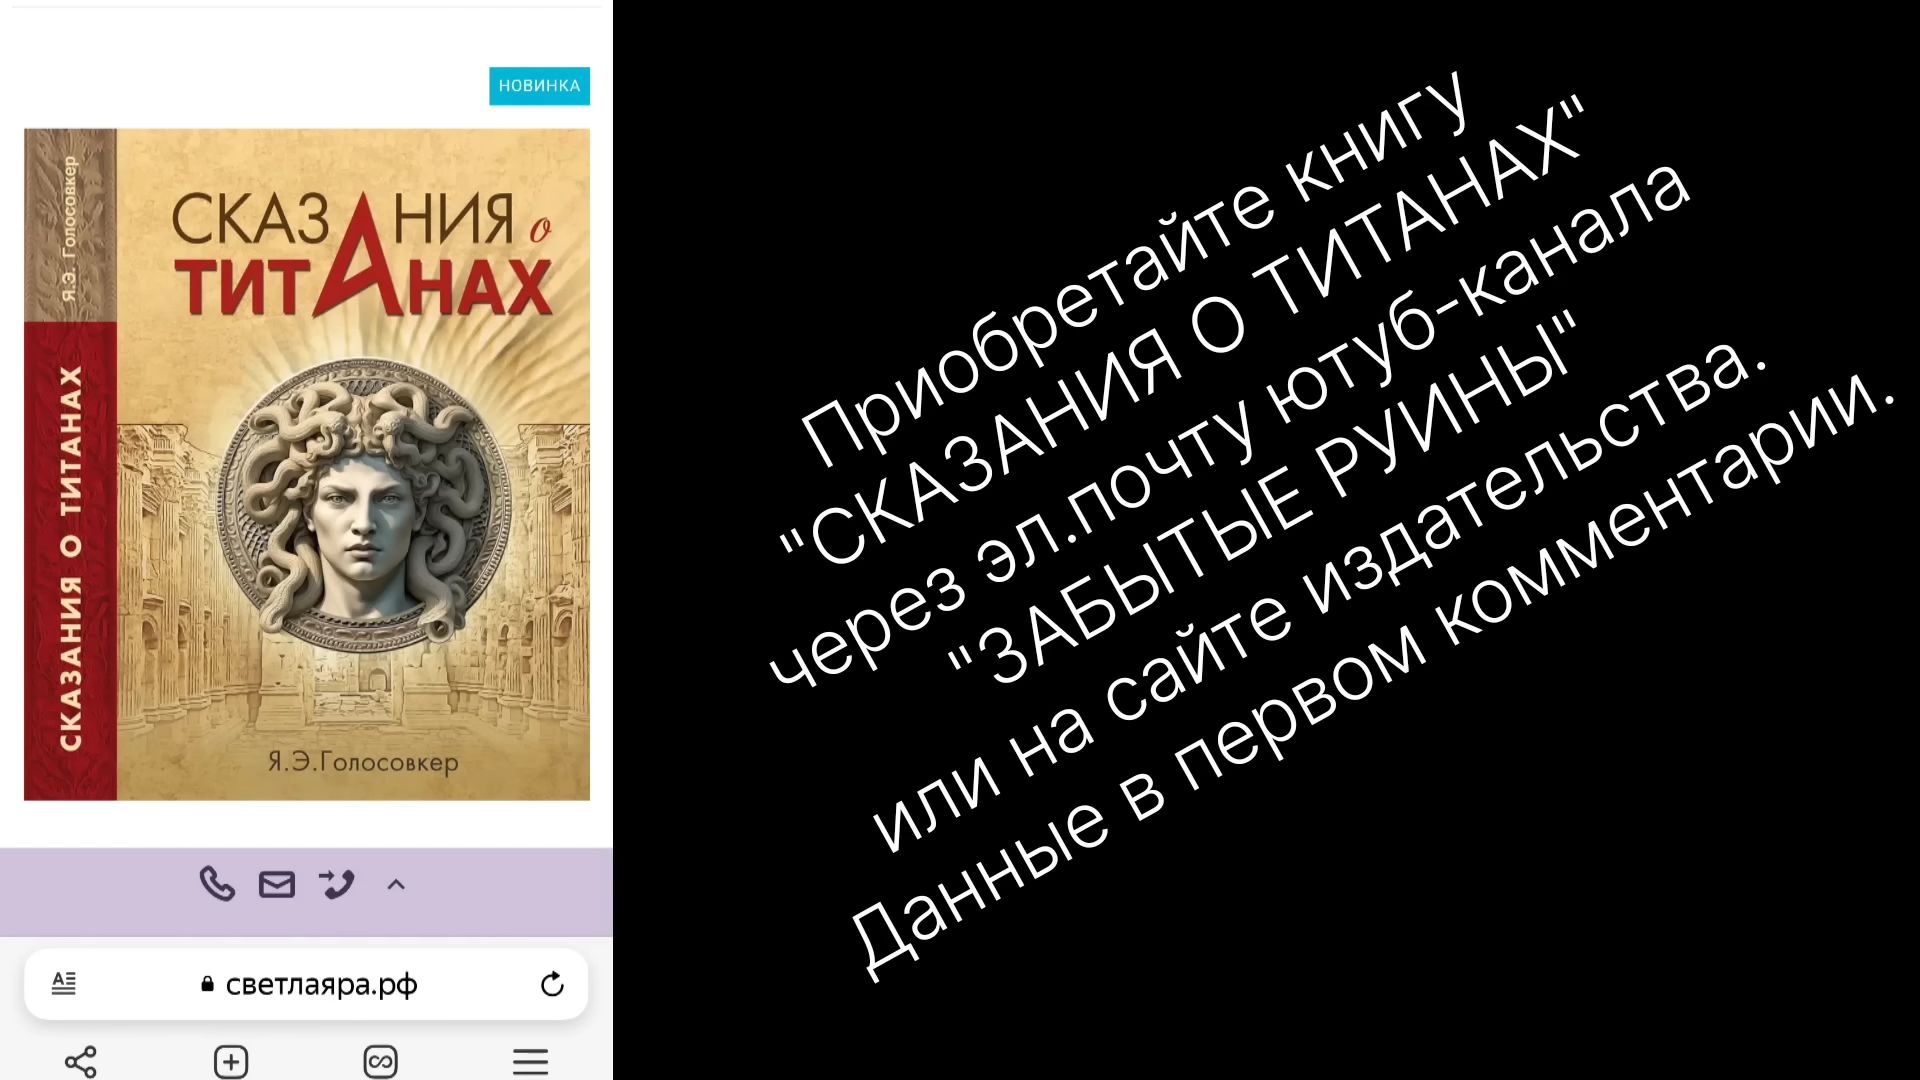 НОВИНКА
Я.Э. Голосовкер
СКАЗАНИЯ О ТИТАНАХ
СКАЗАНИЯ о
ТИТАНАХ
Я.Э.Голосовкер
светлаяра.рф
Приобретайте книгу
"СКАЗАНИЯ О ТИТАНАХ"
через эл.почту ютуб-канала
"ЗАБЫТЫЕ РУИНЫ"
или на сайте издательства.
Данные в первом комментарии.